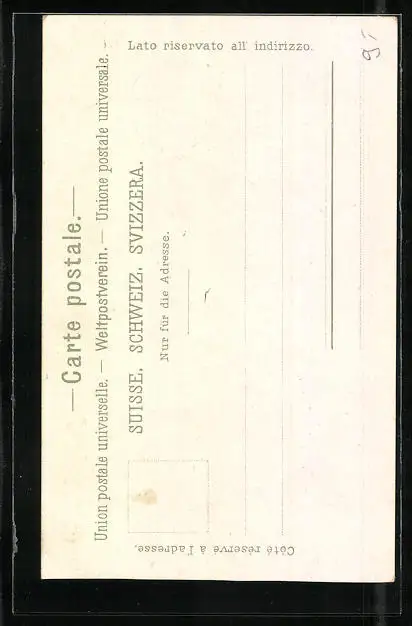 —Carte postale.—
Union postale universelle. — Weltpostverein. — Unione postale universale. -
SUISSE. SCHWEIZ. SVIZZERA.
Nur für die Adresse.
Côté réservé à l'adresse.
Lato riservato all' indirizzo.